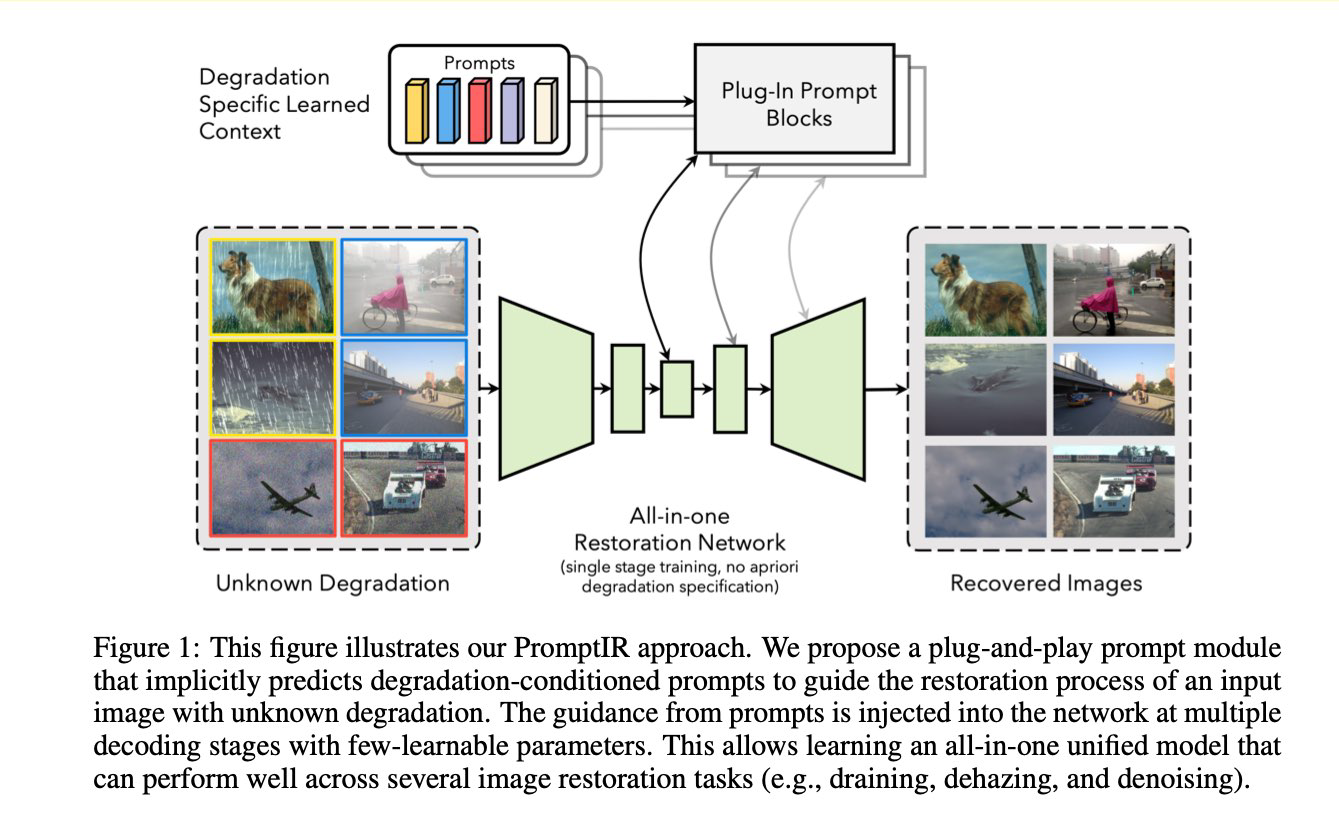 Degradation
Specific Learned
Context
Prompts
Plug-In Prompt
Blocks
Unknown Degradation
All-in-one
Restoration Network
(single stage training, no apriori
degradation specification)
Recovered Images
Figure 1: This figure illustrates our PromptIR approach. We propose a plug-and-play prompt module
that implicitly predicts degradation-conditioned prompts to guide the restoration process of an input
image with unknown degradation. The guidance from prompts is injected into the network at multiple
decoding stages with few-learnable parameters. This allows learning an all-in-one unified model that
can perform well across several image restoration tasks (e.g., draining, dehazing, and denoising).